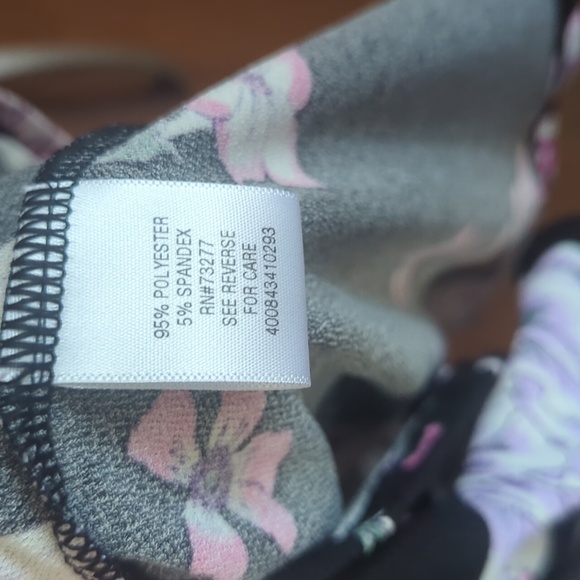 95% POLYESTER
5% SPANDEX
RN#73277
SEE REVERSE
FOR CARE
400843410293